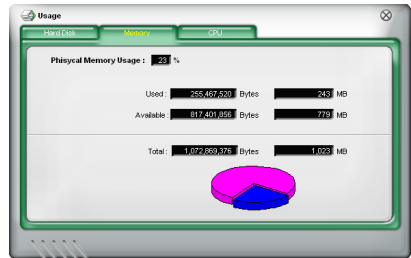 Usage
Hard Disk Memory CPU
Phisycal Memory Usage : 23 %
Used : 255,467,520 Bytes 243 MB
Available : 817,401,856 Bytes 779 MB
Total : 1,072,869,376 Bytes 1,023 MB